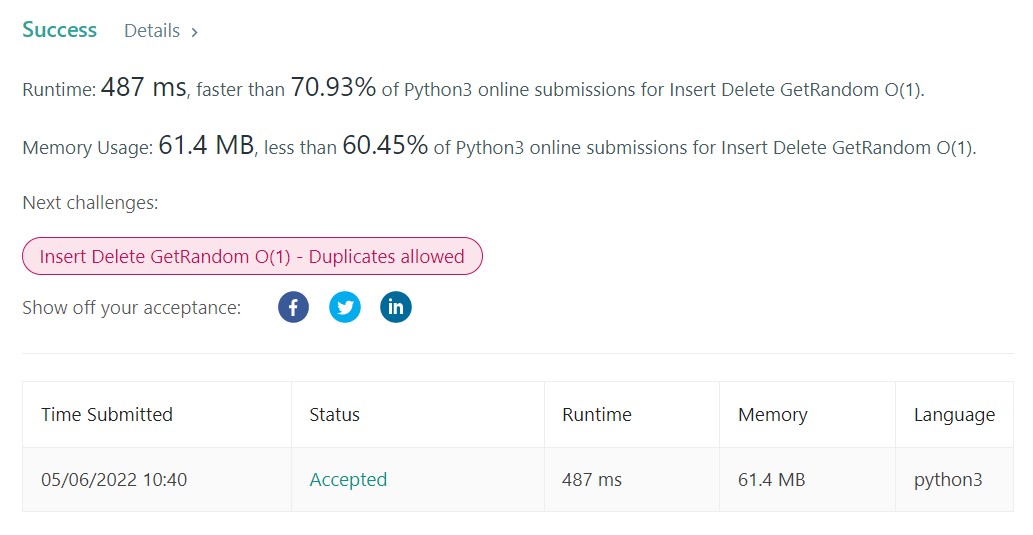 Success Details >
Runtime: 487 ms, faster than 70.93% of Python3 online submissions for Insert Delete GetRandom O(1).
Memory Usage: 61.4 MB, less than 60.45% of Python3 online submissions for Insert Delete GetRandom O(1).
Next challenges:
Insert Delete GetRandom O(1) - Duplicates allowed
Show off your acceptance: f in
Time Submitted Status Runtime Memory Language
05/06/2022 10:40 Accepted 487 ms 61.4 MB python3